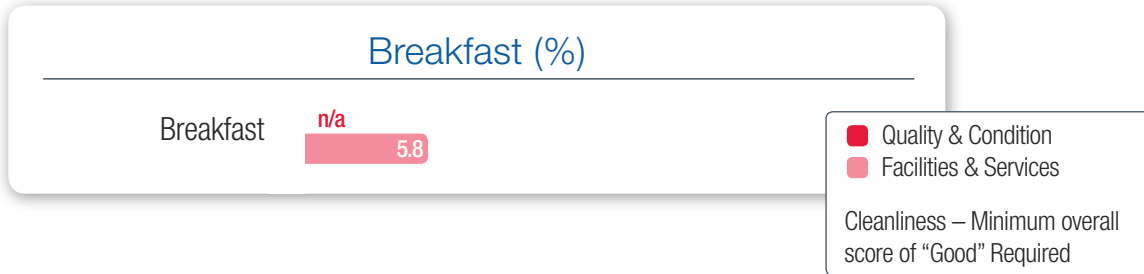 Breakfast (%)
Breakfast
n/a
5.8
Quality & Condition
Facilities & Services
Cleanliness – Minimum overall
score of “Good” Required